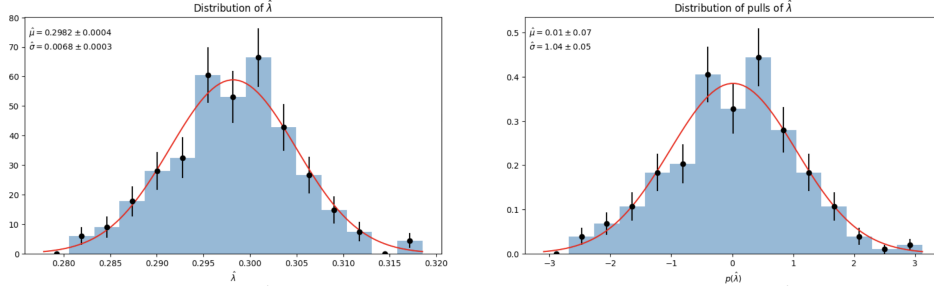 Distribution of λ̂
μ̂ = 0.2982 ± 0.0004
σ̂ = 0.0068 ± 0.0003
80
70
60
50
40
30
20
10
0
0.280 0.285 0.290 0.295 0.300 0.305 0.310 0.315 0.320
λ̂
Distribution of pulls of λ̂
μ̂ = 0.01 ± 0.07
σ̂ = 1.04 ± 0.05
0.5
0.4
0.3
0.2
0.1
0.0
−3 −2 −1 0 1 2 3
p(λ̂)